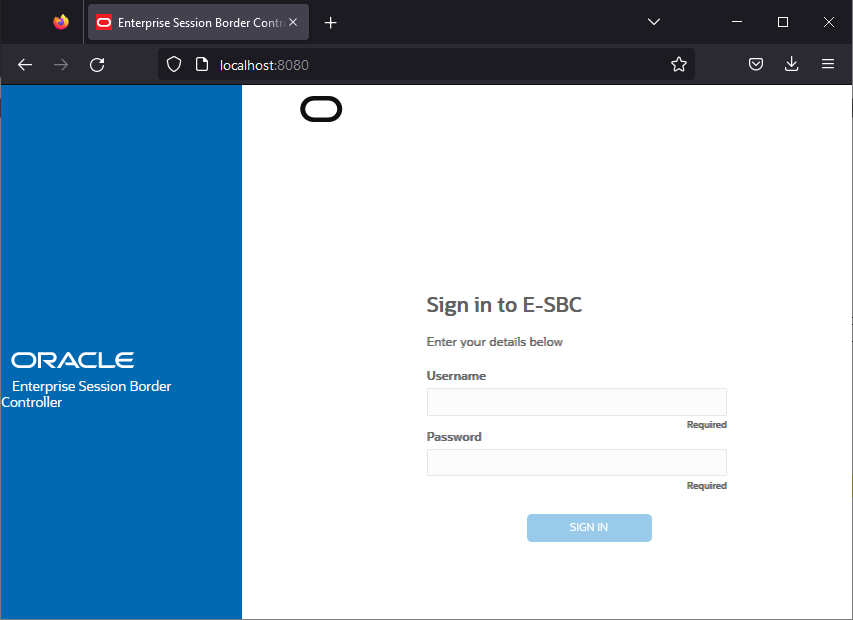 Enterprise Session Border Contr
localhost:8080
Sign in to E-SBC
Enter your details below
Username
Required
Password
Required
SIGN IN
ORACLE
Enterprise Session Border
Controller